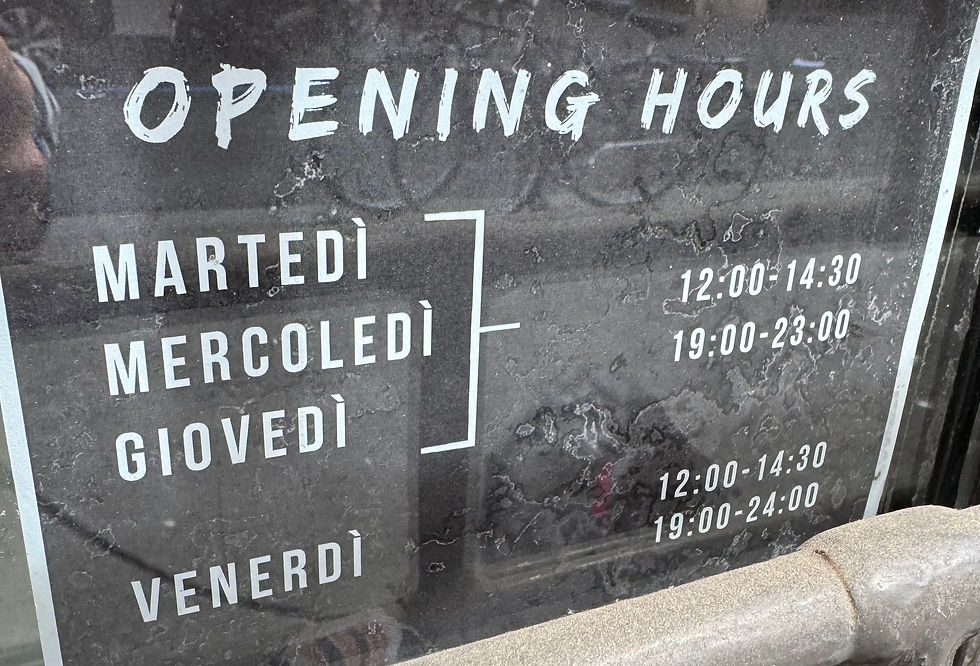 OPENING HOURS
MARTEDÌ
MERCOLEDÌ
GIOVEDÌ
12:00-14:30
19:00-23:00
VENERDÌ
12:00-14:30
19:00-24:00